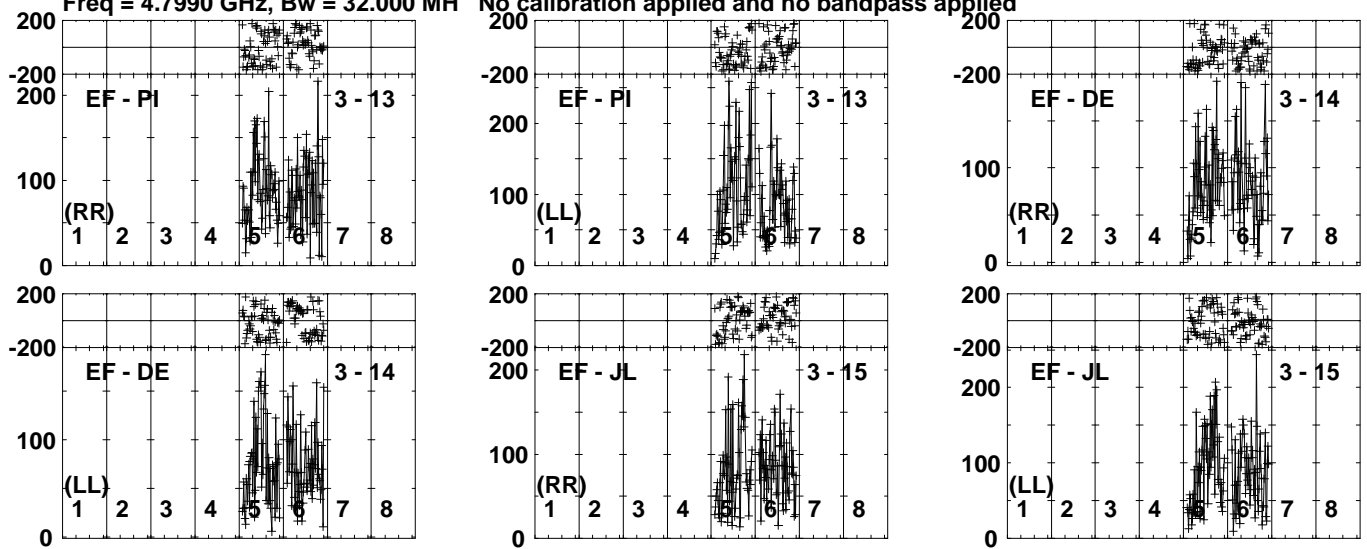 Freq = 4.7990 GHz, Bw = 32.000 MH No calibration applied and no bandpass applied
200
-200
200
100
0
EF - PI 3 - 13
(RR)
1 2 3 4 5 6 7 8
200
-200
200
100
0
EF - PI 3 - 13
(LL)
1 2 3 4 5 6 7 8
200
-200
200
100
0
EF - DE 3 - 14
(RR)
1 2 3 4 5 6 7 8
200
-200
100
0
EF - DE 3 - 14
(LL)
1 2 3 4 5 6 7 8
200
-200
200
100
0
EF - JL 3 - 15
(RR)
1 2 3 4 5 6 7 8
200
-200
200
100
0
EF - JL 3 - 15
(LL)
1 2 3 4 5 6 7 8